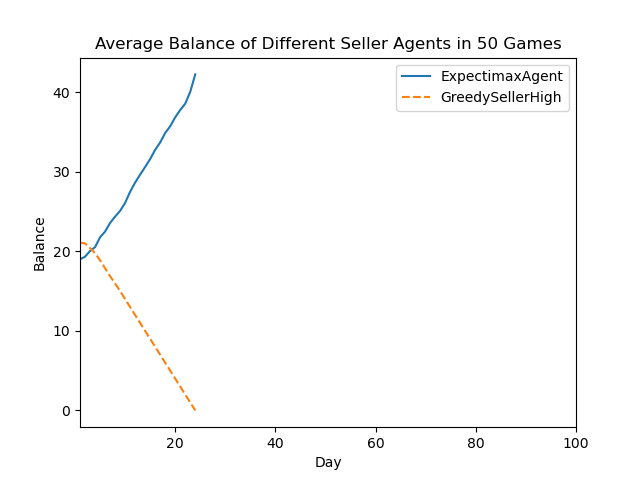 Average Balance of Different Seller Agents in 50 Games
ExpectimaxAgent
GreedySellerHigh
40
30
20
10
0
Balance
20
40
60
80
100
Day